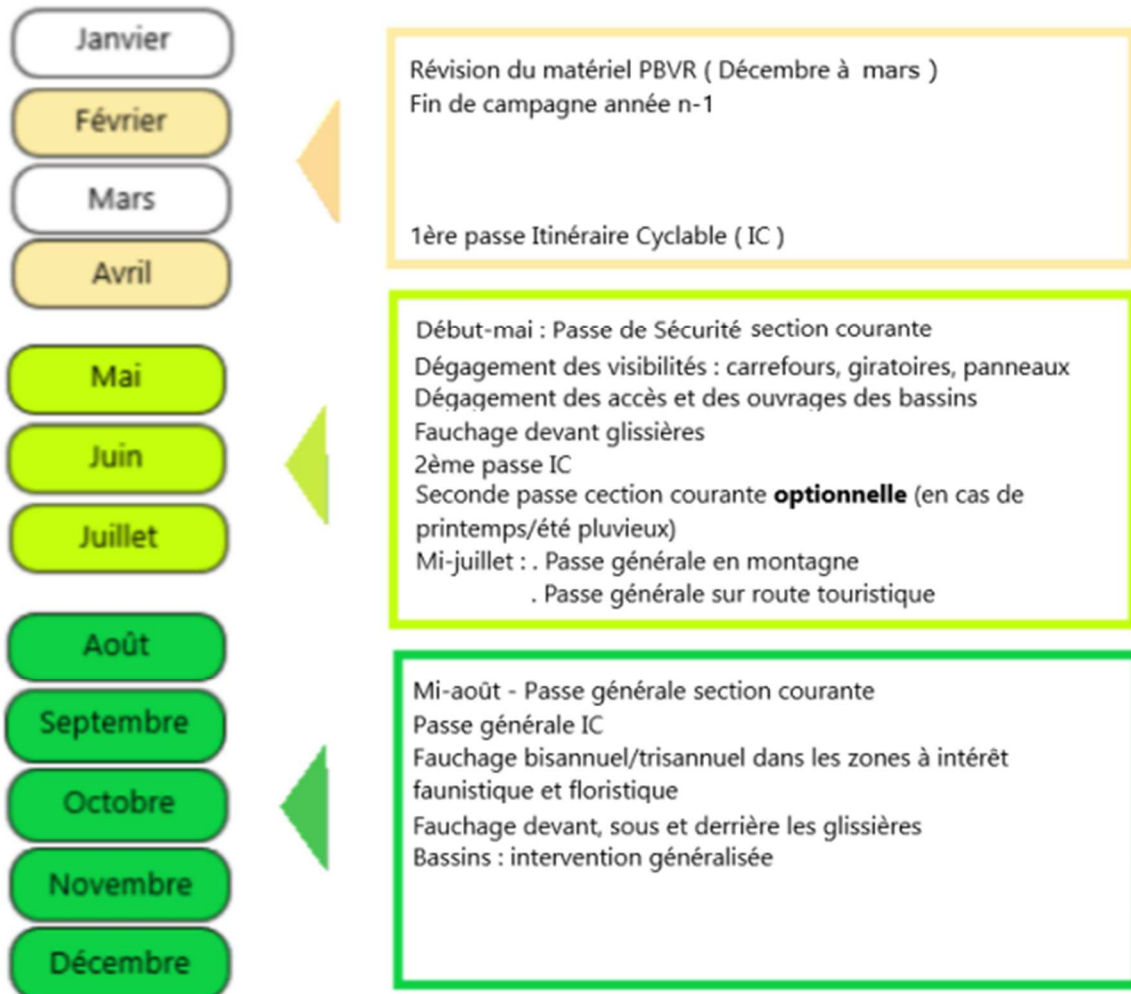 Janvier
Février
Mars
Avril
Révision du matériel PBVR ( Décembre à mars )
Fin de campagne année n-1
1ère passe Itinéraire Cyclable ( IC )
Mai
Juin
Juillet
Début-mai : Passe de Sécurité section courante
Dégagement des visibilités : carrefours, giratoires, panneaux
Dégagement des accès et des ouvrages des bassins
Fauchage devant glissières
2ème passe IC
Seconde passe cection courante optionnelle (en cas de
printemps/été pluvieux)
Mi-juillet : . Passe générale en montagne
. Passe générale sur route touristique
Août
Septembre
Octobre
Novembre
Décembre
Mi-août - Passe générale section courante
Passe générale IC
Fauchage bisannuel/trisannuel dans les zones à intérêt
faunistique et floristique
Fauchage devant, sous et derrière les glissières
Bassins : intervention généralisée